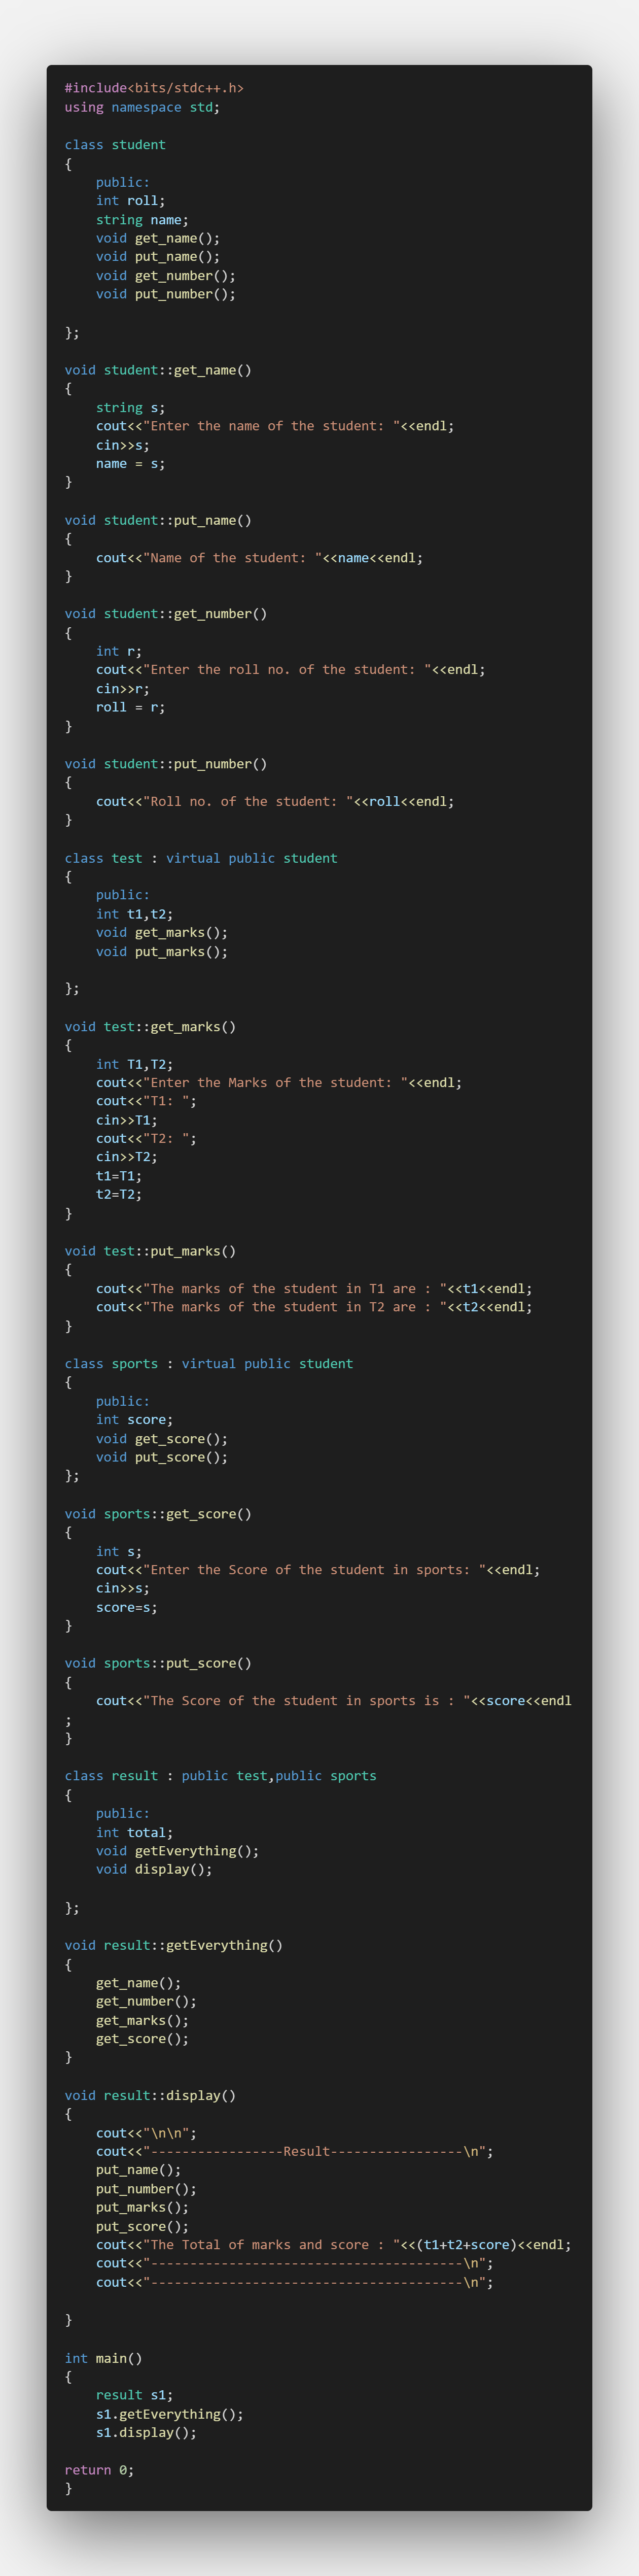 #include<bits/stdc++.h>
using namespace std;

class student
{
    public:
    int roll;
    string name;
    void get_name();
    void put_name();
    void get_number();
    void put_number();

};

void student::get_name()
{
    string s;
    cout<<"Enter the name of the student: "<<endl;
    cin>>s;
    name = s;
}

void student::put_name()
{
    cout<<"Name of the student: "<<name<<endl;
}

void student::get_number()
{
    int r;
    cout<<"Enter the roll no. of the student: "<<endl;
    cin>>r;
    roll = r;
}

void student::put_number()
{
    cout<<"Roll no. of the student: "<<roll<<endl;
}

class test : virtual public student
{
    public:
    int t1,t2;
    void get_marks();
    void put_marks();

};

void test::get_marks()
{
    int T1,T2;
    cout<<"Enter the Marks of the student: "<<endl;
    cout<<"T1: ";
    cin>>T1;
    cout<<"T2: ";
    cin>>T2;
    t1=T1;
    t2=T2;
}

void test::put_marks()
{
    cout<<"The marks of the student in T1 are : "<<t1<<endl;
    cout<<"The marks of the student in T2 are : "<<t2<<endl;
}

class sports : virtual public student
{
    public:
    int score;
    void get_score();
    void put_score();
};

void sports::get_score()
{
    int s;
    cout<<"Enter the Score of the student in sports: "<<endl;
    cin>>s;
    score=s;
}

void sports::put_score()
{
    cout<<"The Score of the student in sports is : "<<score<<endl
;
}

class result : public test,public sports
{
    public:
    int total;
    void getEverything();
    void display();

};

void result::getEverything()
{
    get_name();
    get_number();
    get_marks();
    get_score();
}

void result::display()
{
    cout<<"\n\n";
    cout<<"-----------------Result-----------------\n";
    put_name();
    put_number();
    put_marks();
    put_score();
    cout<<"The Total of marks and score : "<<(t1+t2+score)<<endl;
    cout<<"----------------------------------------\n";
    cout<<"----------------------------------------\n";

}

int main()
{
    result s1;
    s1.getEverything();
    s1.display();

return 0;
}